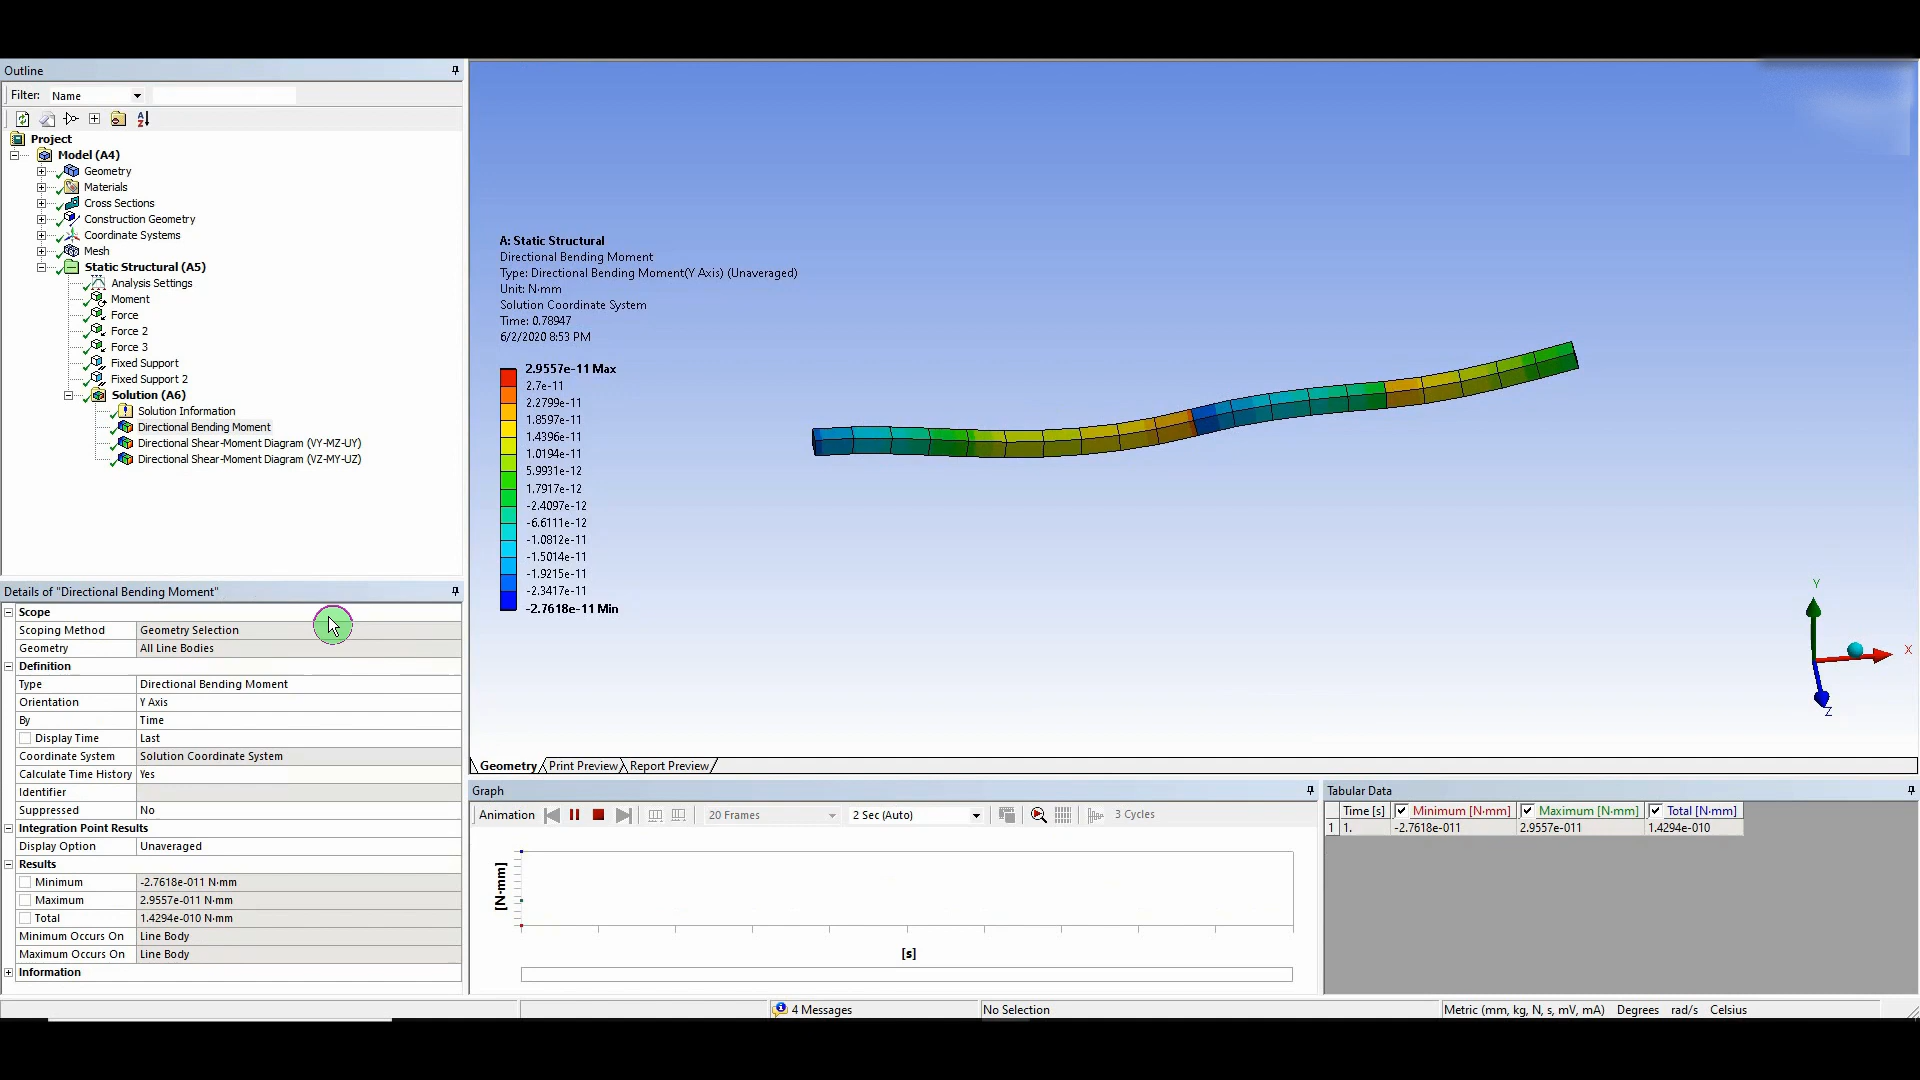 Outline
Filter: Name
Project
Model (A4)
Geometry
Materials
Cross Sections
Construction Geometry
Coordinate Systems
Mesh
Static Structural (A5)
Analysis Settings
Moment
Force
Force 2
Force 3
Fixed Support
Fixed Support 2
Solution (A6)
Solution Information
Directional Bending Moment
Directional Shear-Moment Diagram (VY-MZ-UY)
Directional Shear-Moment Diagram (VZ-MY-UZ)
Details of "Directional Bending Moment"
Scope
Scoping Method Geometry Selection
Geometry All Line Bodies
Definition
Type Directional Bending Moment
Orientation Y Axis
By Time
Display Time Last
Coordinate System Solution Coordinate System
Calculate Time History Yes
Identifier
Suppressed No
Integration Point Results
Display Option Unaveraged
Results
Minimum -2.7618e-011 N·mm
Maximum 2.9557e-011 N·mm
Total 1.4294e-010 N·mm
Minimum Occurs On Line Body
Maximum Occurs On Line Body
Information
A: Static Structural
Directional Bending Moment
Type: Directional Bending Moment(Y Axis) (Unaveraged)
Unit: N·mm
Solution Coordinate System
Time: 0.78947
6/2/2020 8:53 PM
2.9557e-11 Max
2.7e-11
2.2799e-11
1.8597e-11
1.4396e-11
1.0194e-11
5.9931e-12
1.7917e-12
-2.4097e-12
-6.6111e-12
-1.0812e-11
-1.5014e-11
-1.9215e-11
-2.3417e-11
-2.7618e-11 Min
Y
X
Z
Geometry Print Preview Report Preview
Graph
Animation 20 Frames 2 Sec (Auto) 3 Cycles
[N·mm]
[s]
Tabular Data
Time [s] Minimum [N·mm] Maximum [N·mm] Total [N·mm]
1 1. -2.7618e-011 2.9557e-011 1.4294e-010
4 Messages No Selection Metric (mm, kg, N, s, mV, mA) Degrees rad/s Celsius